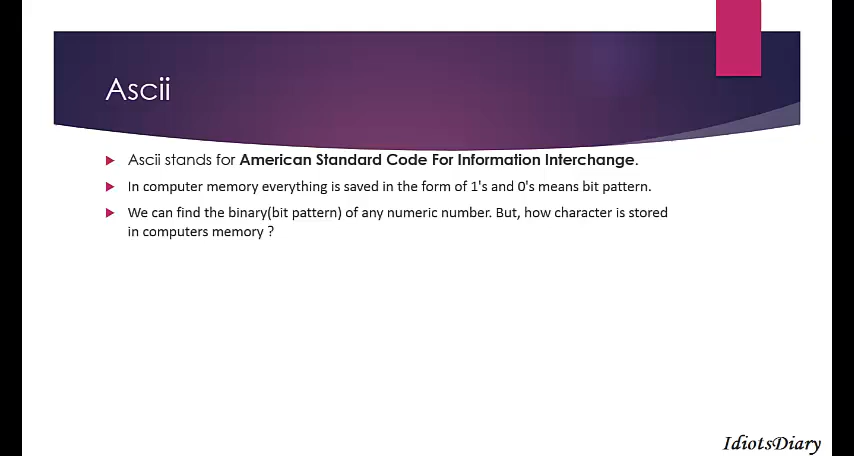 Ascii
Ascii stands for American Standard Code For Information Interchange.
In computer memory everything is saved in the form of 1's and 0's means bit pattern.
We can find the binary(bit pattern) of any numeric number. But, how character is stored
in computers memory ?
IdiotsDiary